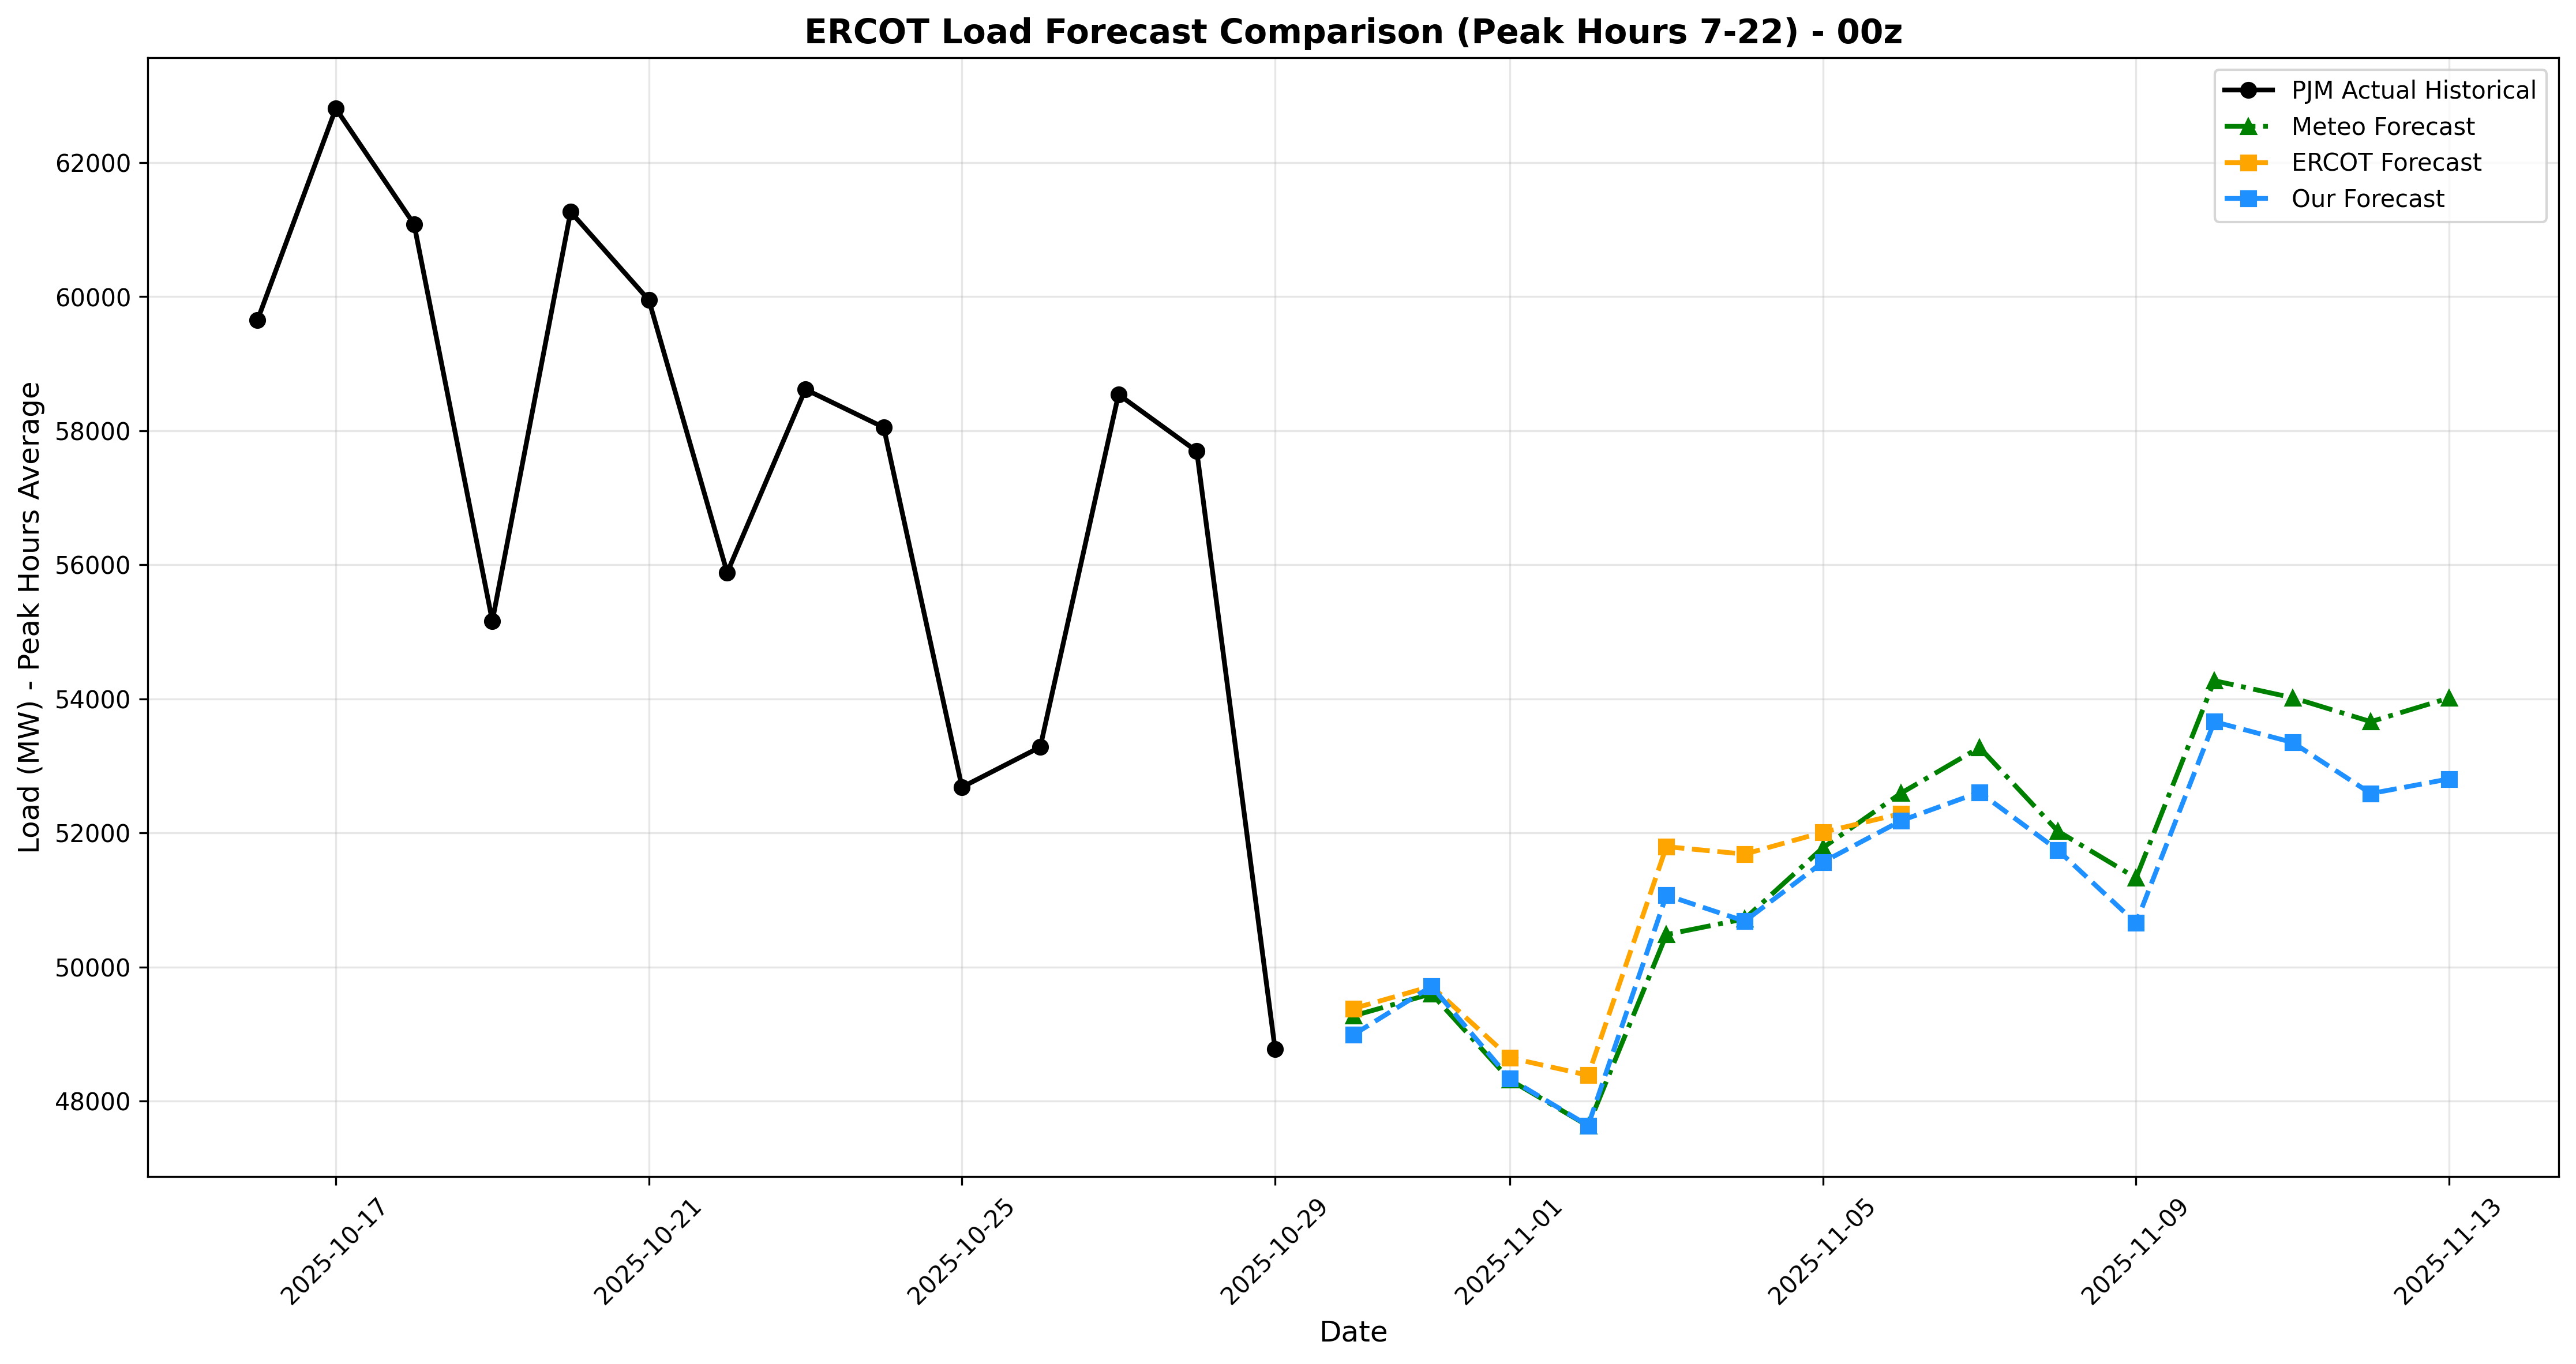 ERCOT Load Forecast Comparison (Peak Hours 7-22) - 00z
PJM Actual Historical
Meteo Forecast
ERCOT Forecast
Our Forecast
Load (MW) - Peak Hours Average
62000
60000
58000
56000
54000
52000
50000
48000
2025-10-17
2025-10-21
2025-10-25
2025-10-29
2025-11-01
2025-11-05
2025-11-09
2025-11-13
Date